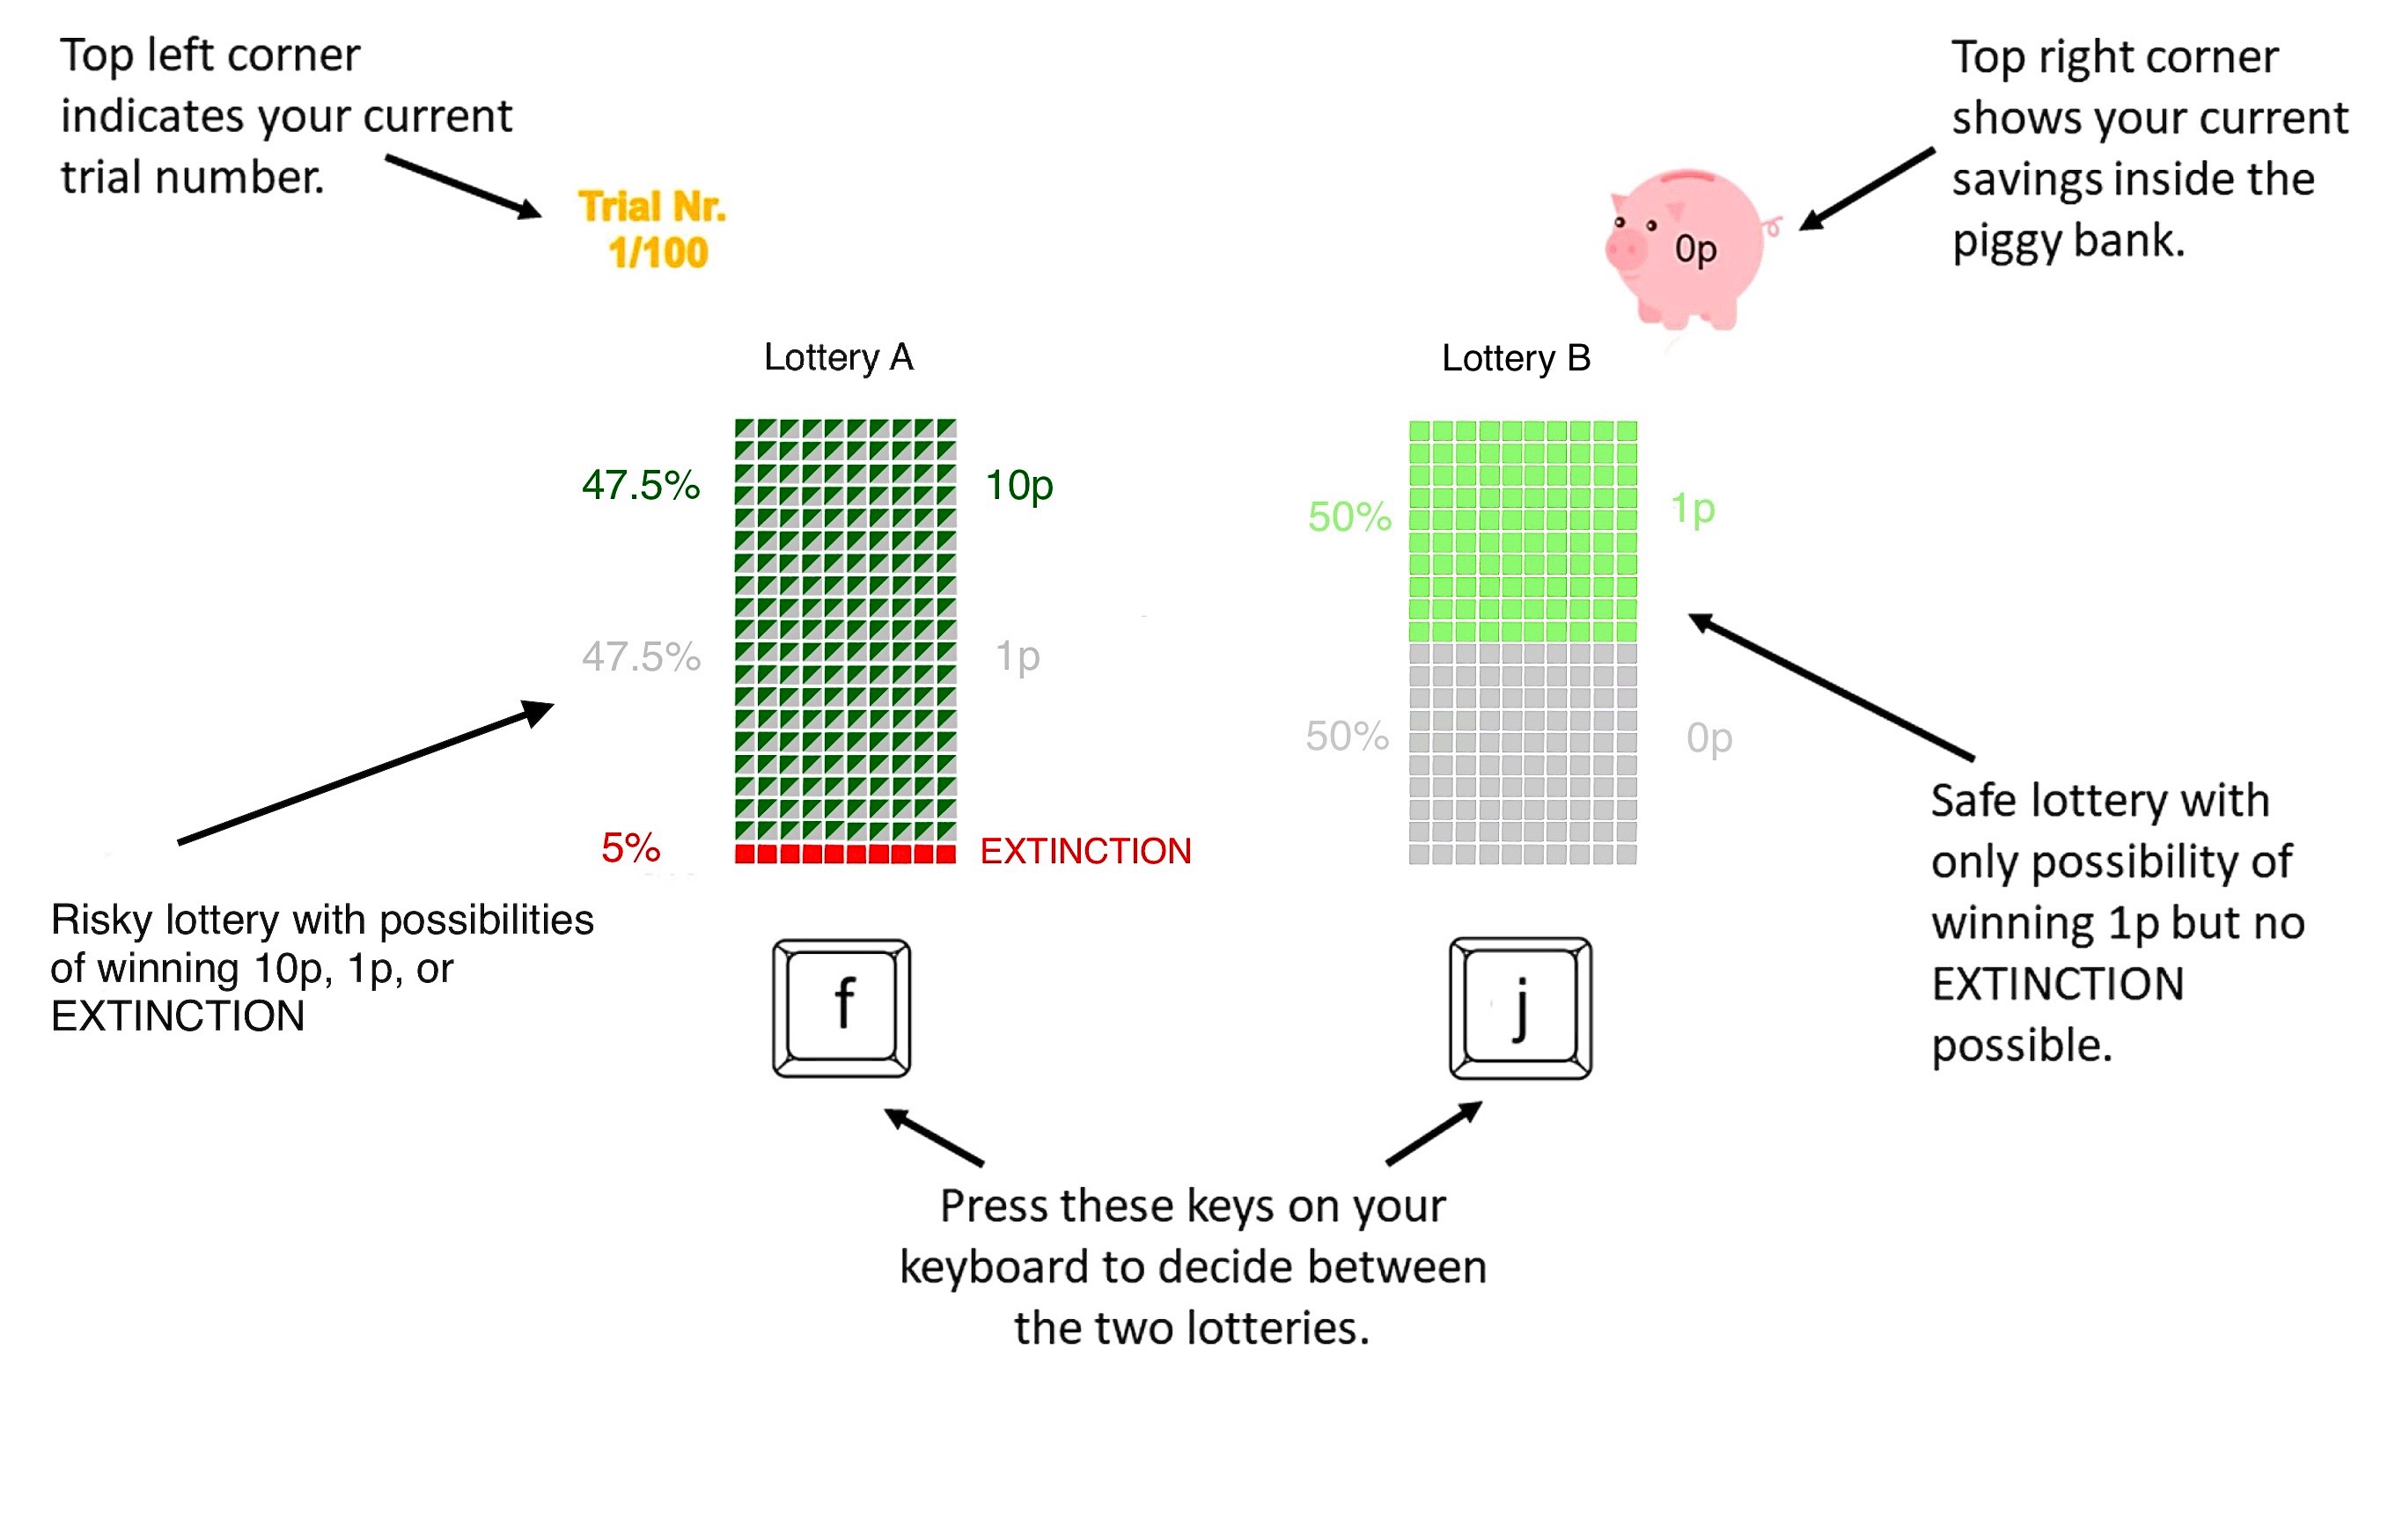 Top left corner
indicates your current
trial number.
Top right corner
shows your current
savings inside the
piggy bank.
Trial Nr.
1/100
0p
Lottery A
Lottery B
47.5%
10p
50%
1p
47.5%
1p
50%
0p
5%
EXTINCTION
Risky lottery with possibilities
of winning 10p, 1p, or
EXTINCTION
Safe lottery with
only possibility of
winning 1p but no
EXTINCTION
possible.
f
j
Press these keys on your
keyboard to decide between
the two lotteries.